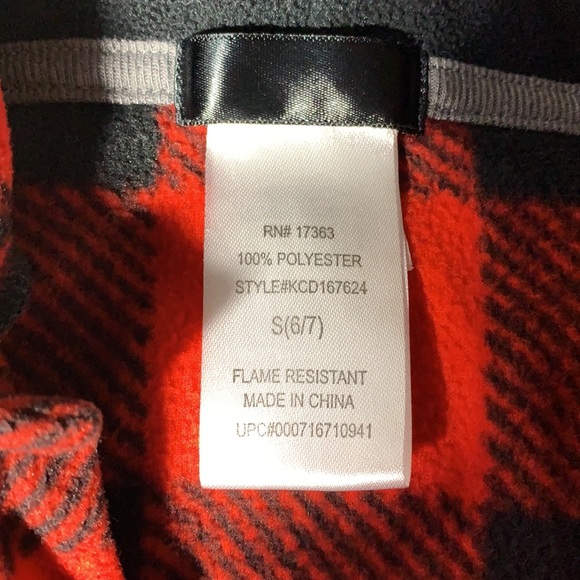 RN# 17363
100% POLYESTER
STYLE#KCD167624
S(6/7)
FLAME RESISTANT
MADE IN CHINA
UPC#000716710941